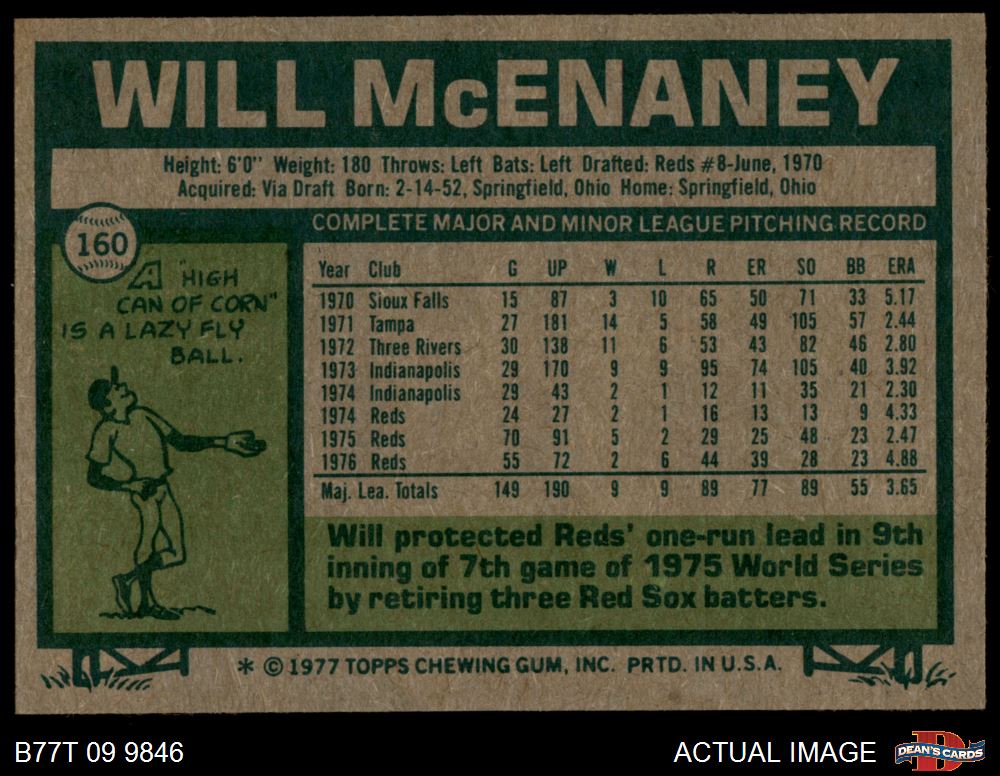 WILL McENANEY
Height: 6'0" Weight: 180 Throws: Left Bats: Left Drafted: Reds #8-June, 1970
Acquired: Via Draft Born: 2-14-52, Springfield, Ohio Home: Springfield, Ohio
160
A "HIGH
CAN OF CORN"
IS A LAZY FLY
BALL.
COMPLETE MAJOR AND MINOR LEAGUE PITCHING RECORD
Year Club G UP W L R ER SO BB ERA
1970 Sioux Falls 15 87 3 10 65 50 71 33 5.17
1971 Tampa 27 181 14 5 58 49 105 57 2.44
1972 Three Rivers 30 138 11 6 53 43 82 46 2.80
1973 Indianapolis 29 170 9 9 95 74 105 40 3.92
1974 Indianapolis 29 43 2 1 12 11 35 21 2.30
1974 Reds 24 27 2 1 16 13 13 9 4.33
1975 Reds 70 91 5 2 29 25 48 23 2.47
1976 Reds 55 72 2 6 44 39 28 23 4.88
Maj. Lea. Totals 149 190 9 9 89 77 89 55 3.65
Will protected Reds' one-run lead in 9th
inning of 7th game of 1975 World Series
by retiring three Red Sox batters.
* © 1977 TOPPS CHEWING GUM, INC. PRTD. IN U.S.A.
B77T 09 9846
ACTUAL IMAGE
D
DEAN'S CARDS